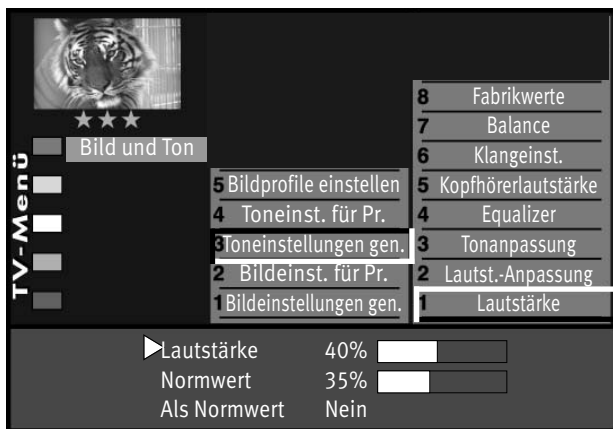 TV-Menü
Bild und Ton
5 Bildprofile einstellen
4 Toneinst. für Pr.
3 Toneinstellungen gen.
2 Bildeinst. für Pr.
1 Bildeinstellungen gen.
8 Fabrikwerte
7 Balance
6 Klangeinst.
5 Kopfhörerlautstärke
4 Equalizer
3 Tonanpassung
2 Lautst.-Anpassung
1 Lautstärke
Lautstärke 40%
Normwert 35%
Als Normwert Nein